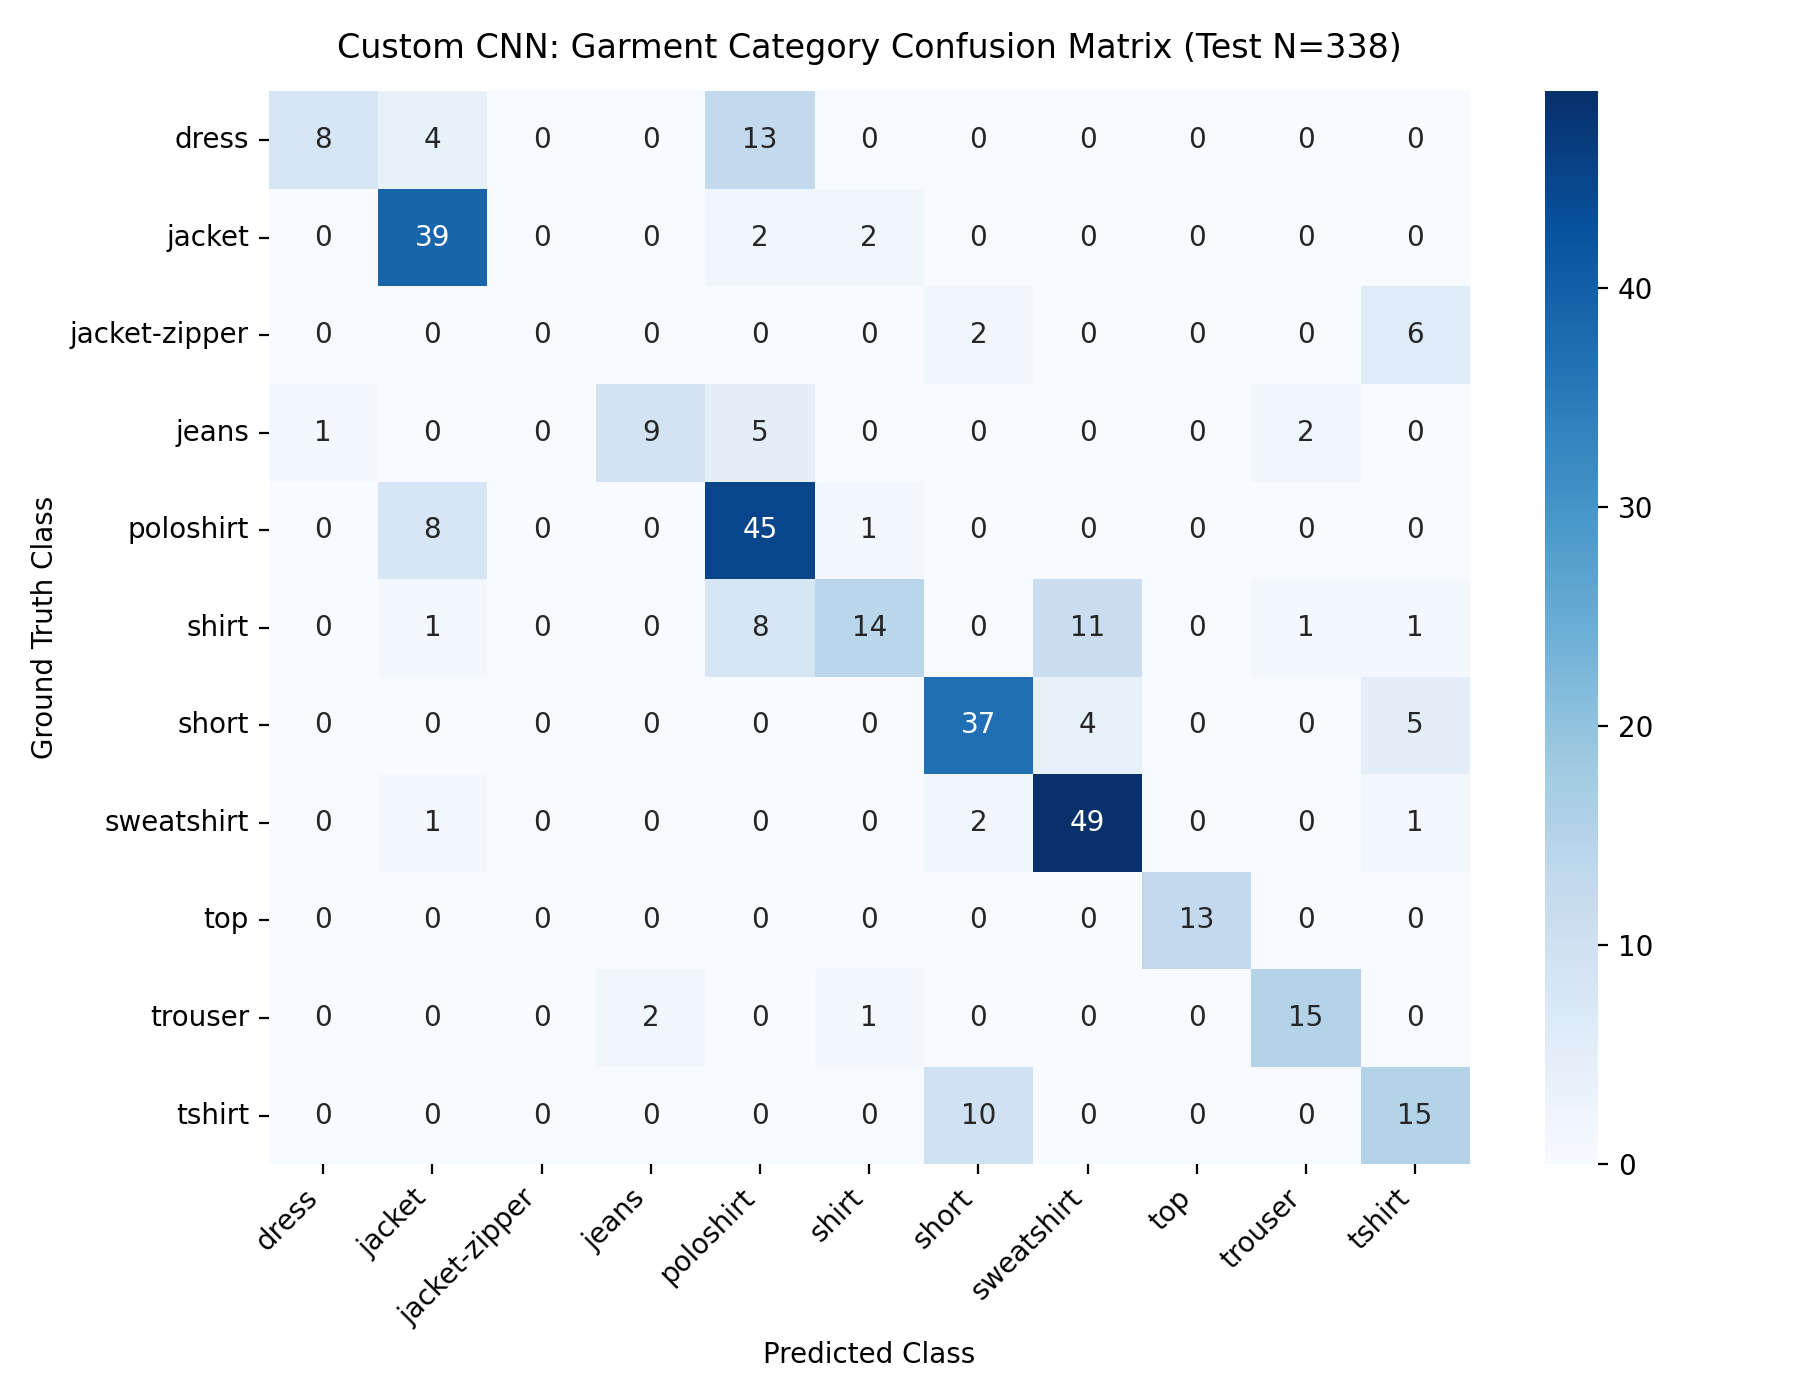 Custom CNN: Garment Category Confusion Matrix (Test N=338)
Ground Truth Class
dress 8 4 0 0 13 0 0 0 0 0 0
jacket 0 39 0 0 2 2 0 0 0 0 0
jacket-zipper 0 0 0 0 0 0 2 0 0 0 6
jeans 1 0 0 9 5 0 0 0 0 2 0
poloshirt 0 8 0 0 45 1 0 0 0 0 0
shirt 0 1 0 0 8 14 0 11 0 1 1
short 0 0 0 0 0 0 37 4 0 0 5
sweatshirt 0 1 0 0 0 0 2 49 0 0 1
top 0 0 0 0 0 0 0 0 13 0 0
trouser 0 0 0 2 0 1 0 0 0 15 0
tshirt 0 0 0 0 0 0 10 0 0 0 15
dress jacket jacket-zipper jeans poloshirt shirt short sweatshirt top trouser tshirt
Predicted Class
40
30
20
10
0